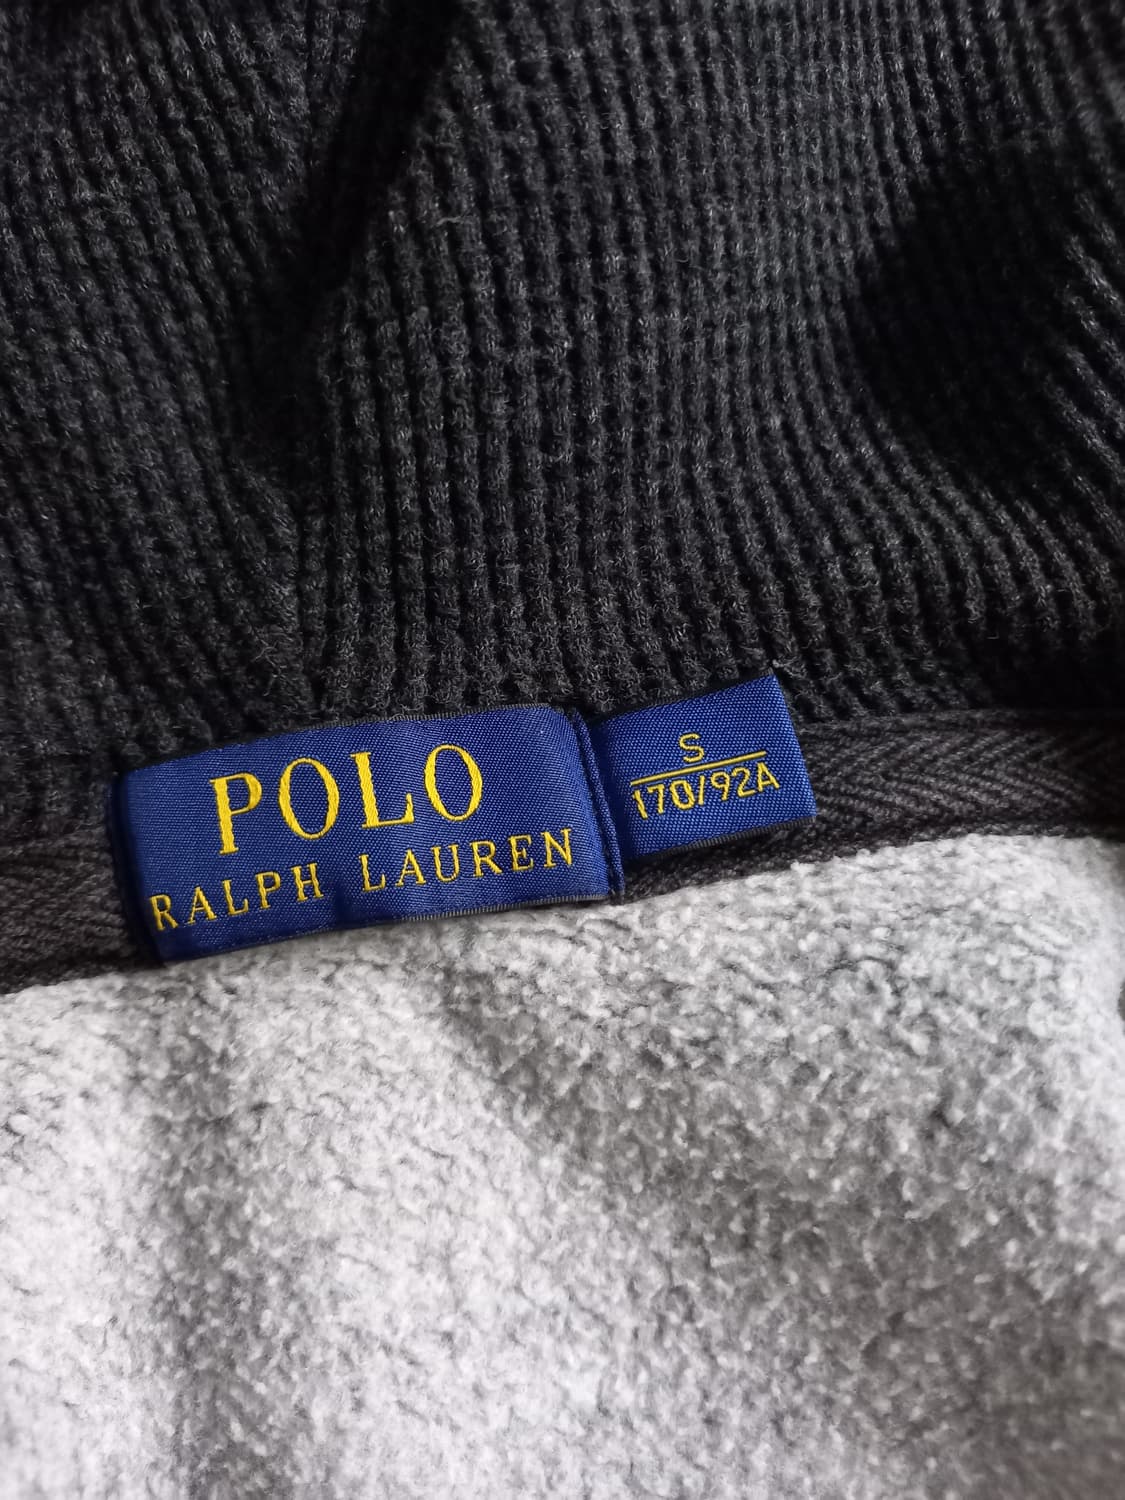 POLO
RALPH LAUREN
S
170/92A